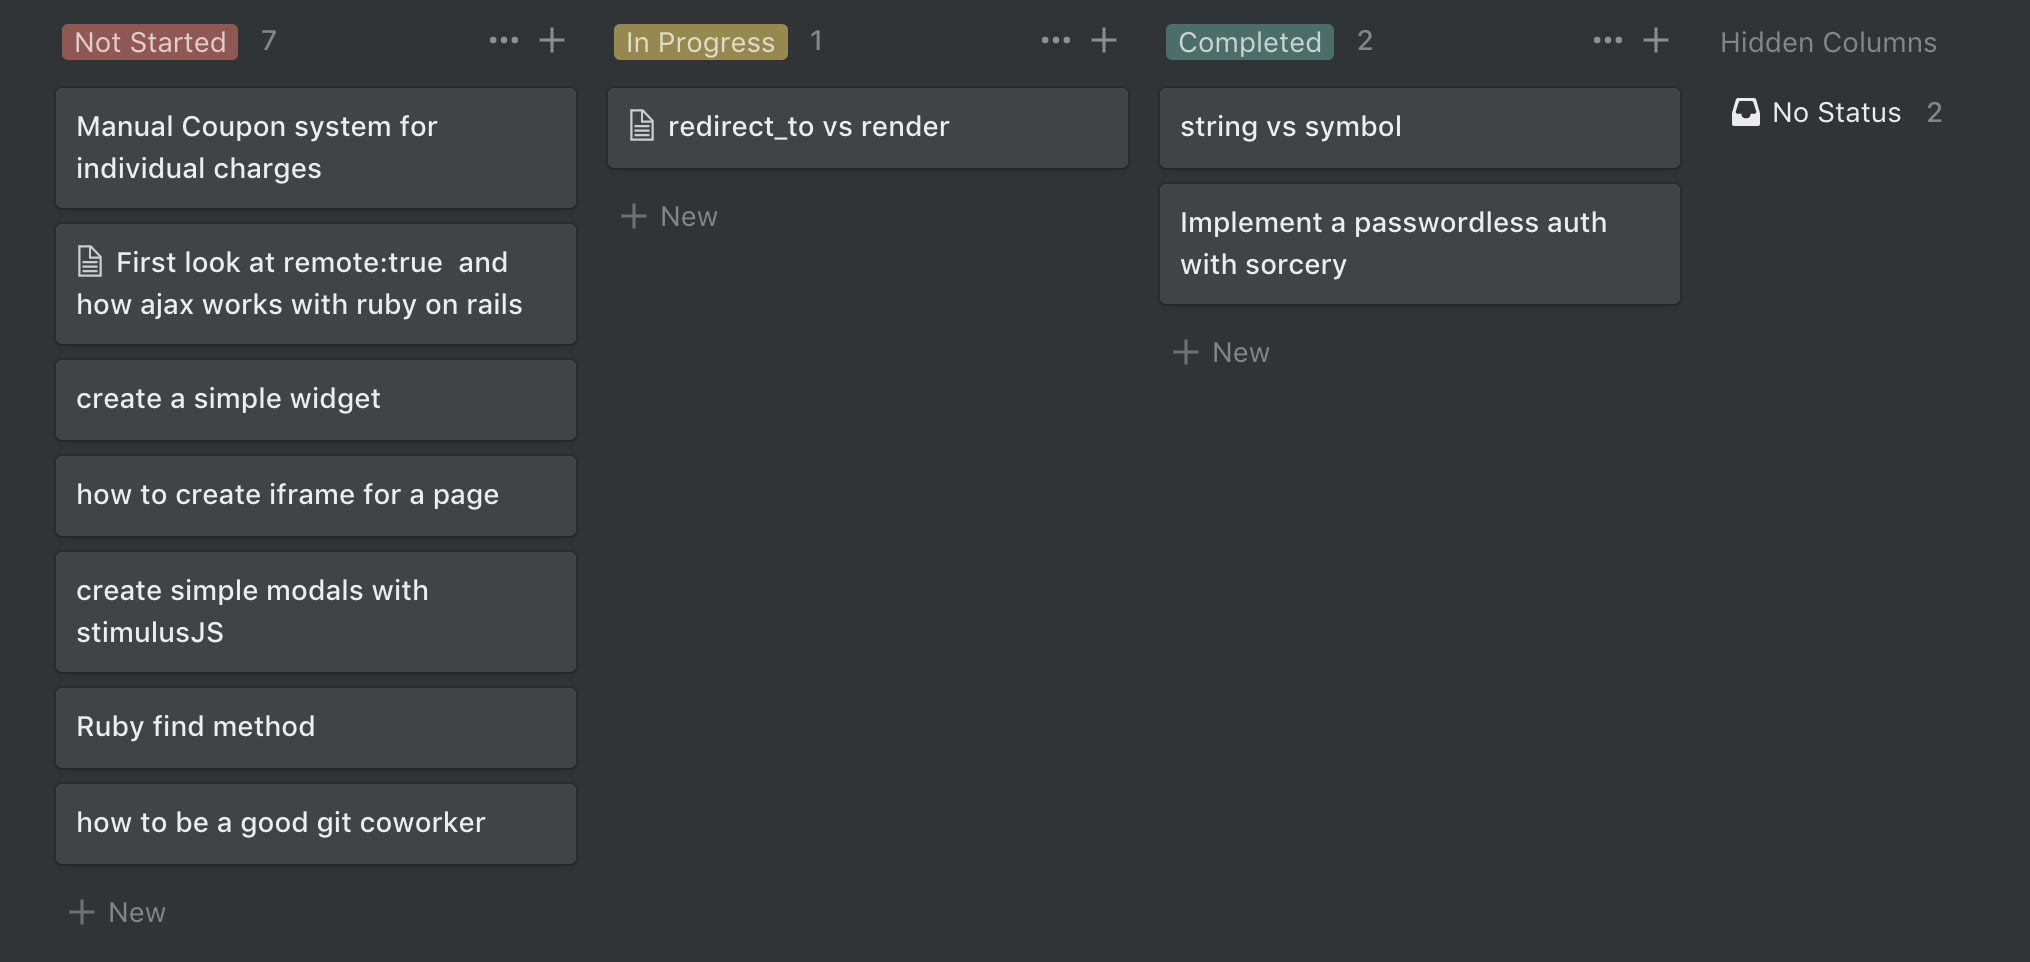 Not Started 7
Manual Coupon system for
individual charges
First look at remote:true  and
how ajax works with ruby on rails
create a simple widget
how to create iframe for a page
create simple modals with
stimulusJS
Ruby find method
how to be a good git coworker
New
In Progress 1
redirect_to vs render
New
Completed 2
string vs symbol
Implement a passwordless auth
with sorcery
New
Hidden Columns
No Status 2